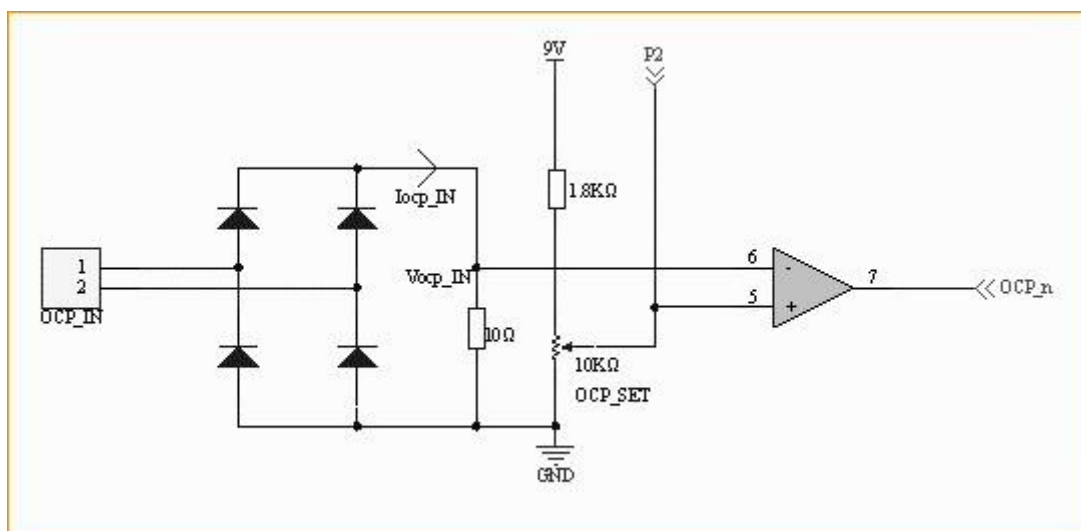 9V
P2
1.8KΩ
Iocp_IN
1
2
OCP_IN
Vocp_IN
6
-
5
+
7
OCP_n
10Ω
10KΩ
OCP_SET
GND